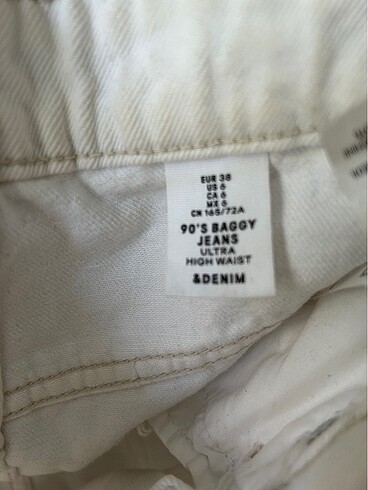 EUR 38
US 6
CA 6
MX 6
CN 165/72A
90'S BAGGY
JEANS
ULTRA
HIGH WAIST
&DENIM